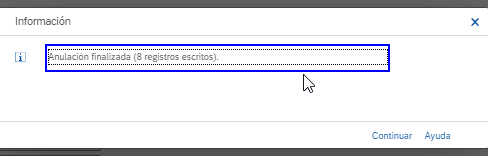 Información
Anulación finalizada (8 registros escritos).
Continuar Ayuda